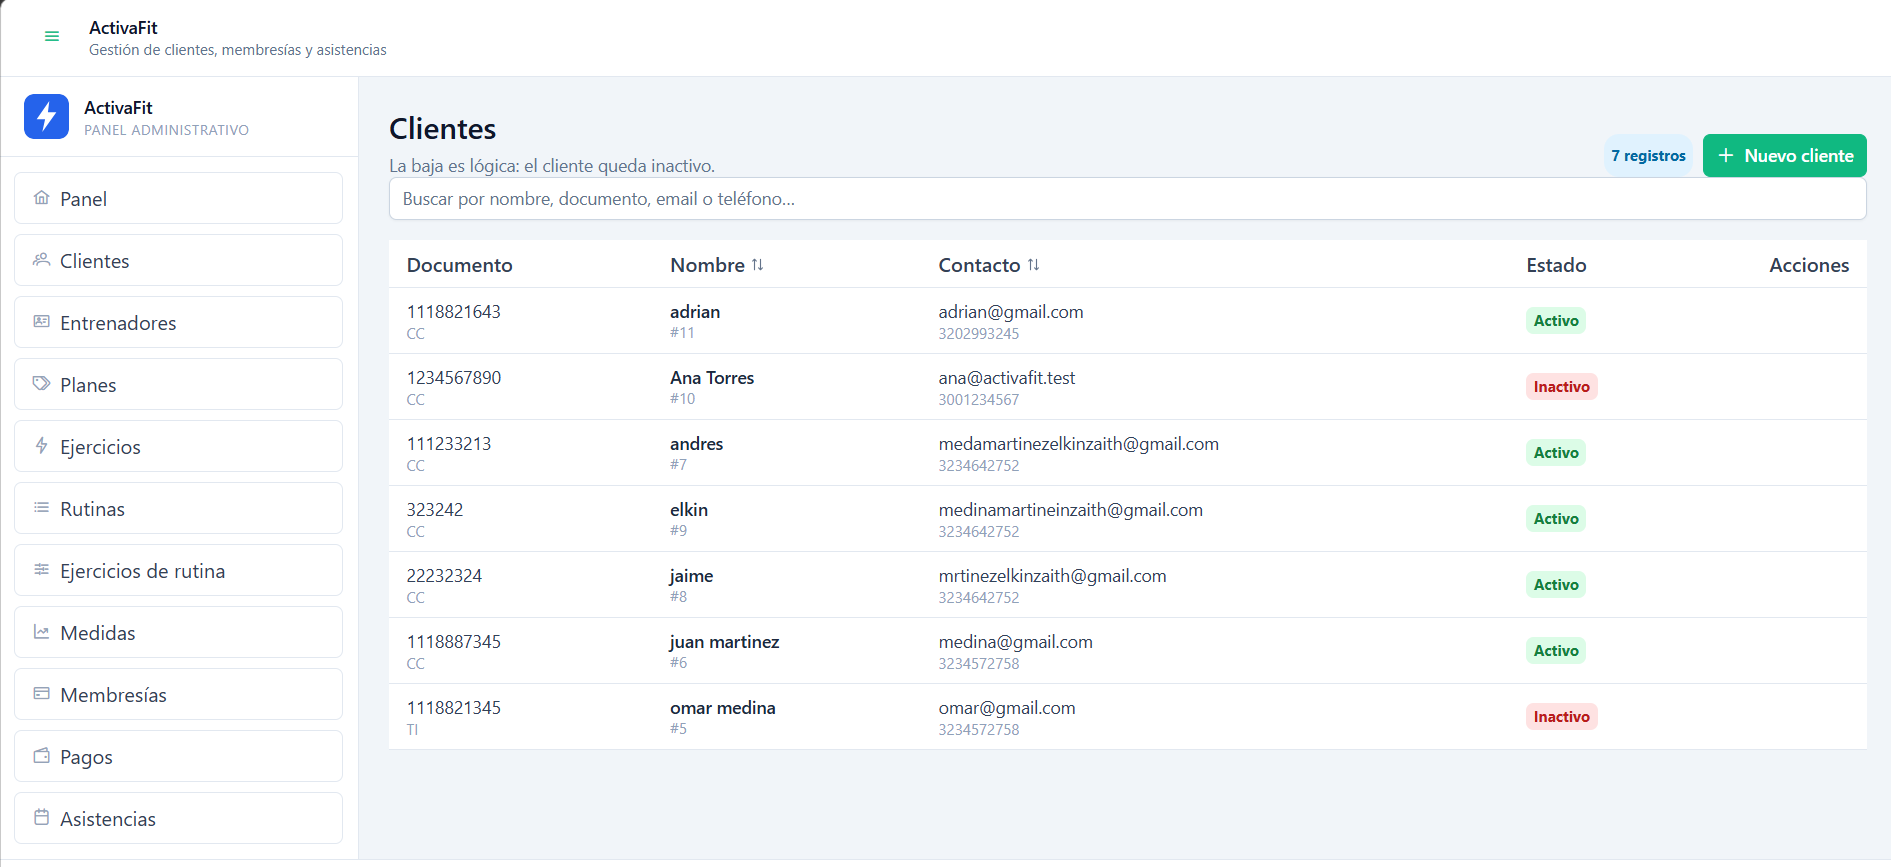 ActivaFit
Gestión de clientes, membresías y asistencias
ActivaFit
PANEL ADMINISTRATIVO
Panel
Clientes
Entrenadores
Planes
Ejercicios
Rutinas
Ejercicios de rutina
Medidas
Membresías
Pagos
Asistencias
Clientes
La baja es lógica: el cliente queda inactivo.
7 registros
Nuevo cliente
Buscar por nombre, documento, email o teléfono...
Documento Nombre Contacto Estado Acciones
1118821643 adrian adrian@gmail.com Activo
CC #11 3202993245
1234567890 Ana Torres ana@activafit.test Inactivo
CC #10 3001234567
111233213 andres medamartinezelkinzaith@gmail.com Activo
CC #7 3234642752
323242 elkin medinamartineinzaith@gmail.com Activo
CC #9 3234642752
22232324 jaime mrtinezelkinzaith@gmail.com Activo
CC #8 3234642752
1118887345 juan martinez medina@gmail.com Activo
CC #6 3234572758
1118821345 omar medina omar@gmail.com Inactivo
TI #5 3234572758